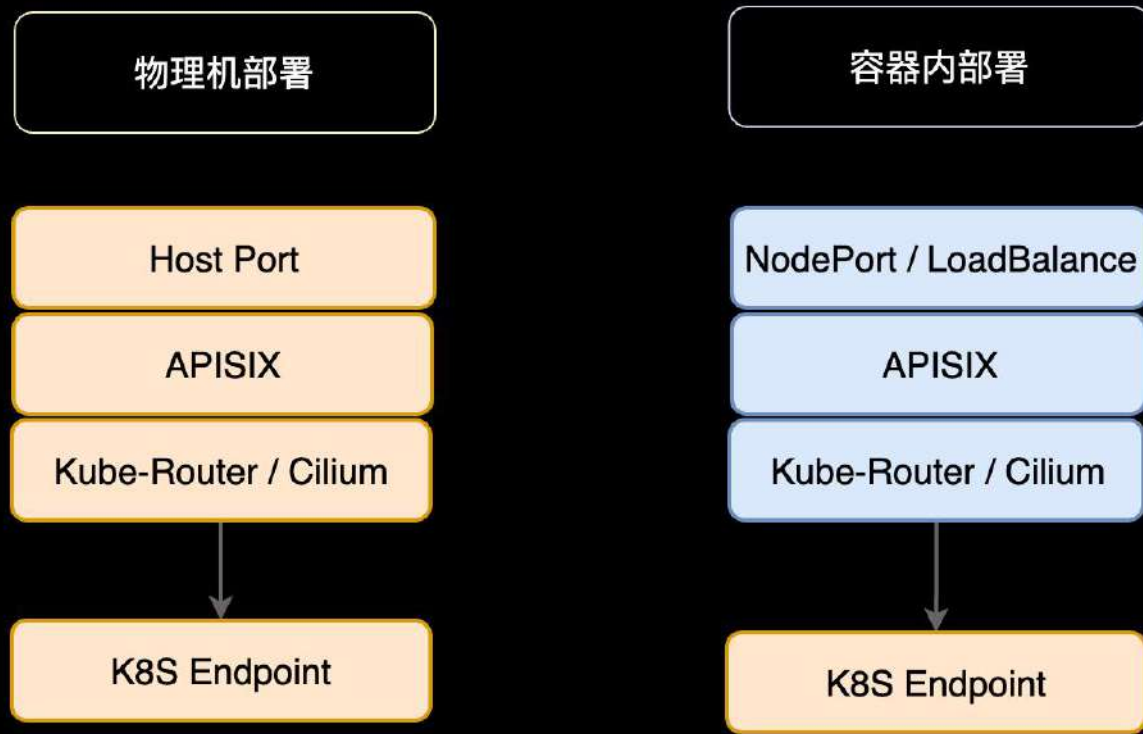 物理机部署
Host Port
APISIX
Kube-Router / Cilium
K8S Endpoint
容器内部署
NodePort / LoadBalance
APISIX
Kube-Router / Cilium
K8S Endpoint